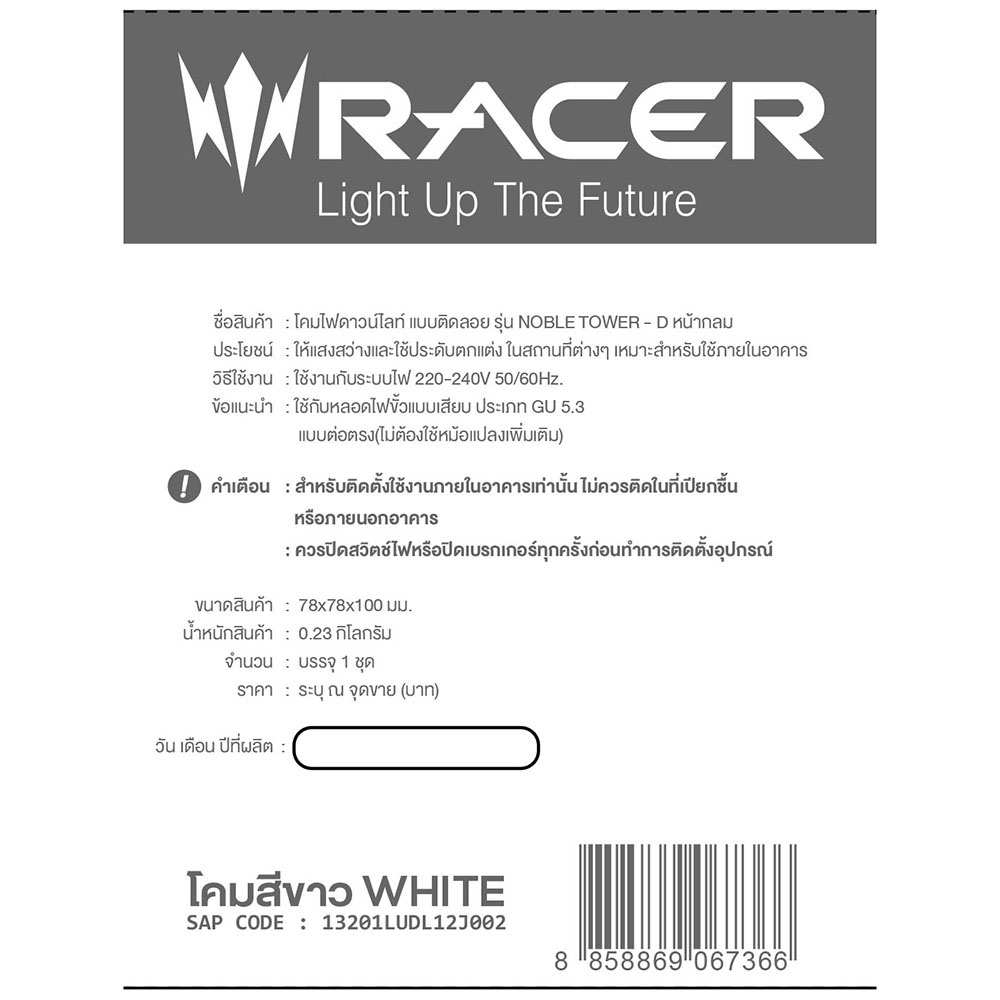 RACER
Light Up The Future
ชื่อสินค้า : โคมไฟดาวน์ไลท์ แบบติดลอย รุ่น NOBLE TOWER - D หน้ากลม
ประโยชน์ : ให้แสงสว่างและใช้ประดับตกแต่ง ในสถานที่ต่างๆ เหมาะสำหรับใช้ภายในอาคาร
วิธีใช้งาน : ใช้งานกับระบบไฟ 220-240V 50/60Hz.
ข้อแนะนำ : ใช้กับหลอดไฟขั้วแบบเสียบ ประเภท GU 5.3
แบบต่อตรง(ไม่ต้องใช้หม้อแปลงเพิ่มเติม)
! คำเตือน : สำหรับติดตั้งใช้งานภายในอาคารเท่านั้น ไม่ควรติดในที่เปียกชื้น
หรือภายนอกอาคาร
: ควรปิดสวิตช์ไฟหรือปิดเบรกเกอร์ทุกครั้งก่อนทำการติดตั้งอุปกรณ์
ขนาดสินค้า : 78x78x100 มม.
น้ำหนักสินค้า : 0.23 กิโลกรัม
จำนวน : บรรจุ 1 ชุด
ราคา : ระบุ ณ จุดขาย (บาท)
วัน เดือน ปีที่ผลิต :
โคมสีขาว WHITE
SAP CODE : 13201LUDL12J002
8 858869 067366